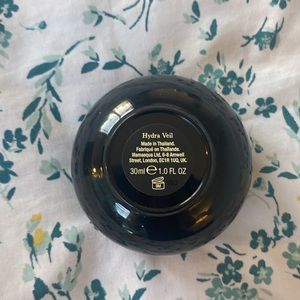 Hydra Veil
Made in Thailand.
Fabriqué en Thaïlande.
Illamasqua Ltd, 6-8 Amwell
Street, London, EC1R 1UQ, UK.
30ml ℮ 1.0 FL OZ